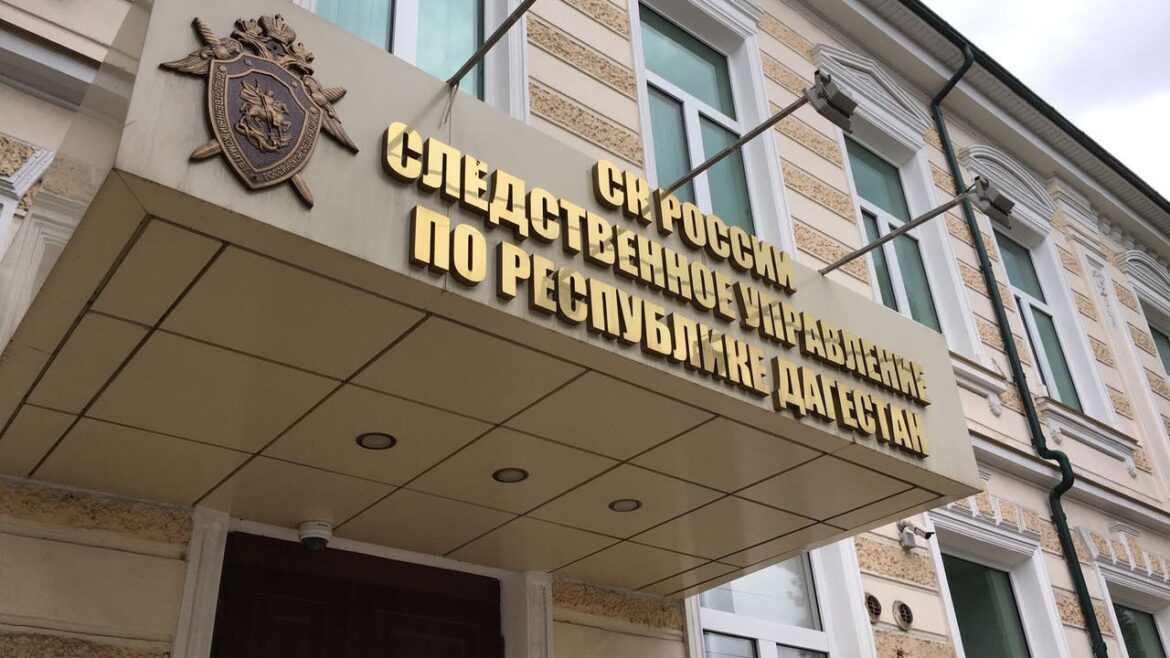 СК РОССИИ
СЛЕДСТВЕННОЕ УПРАВЛЕНИЕ
ПО РЕСПУБЛИКЕ ДАГЕСТАН